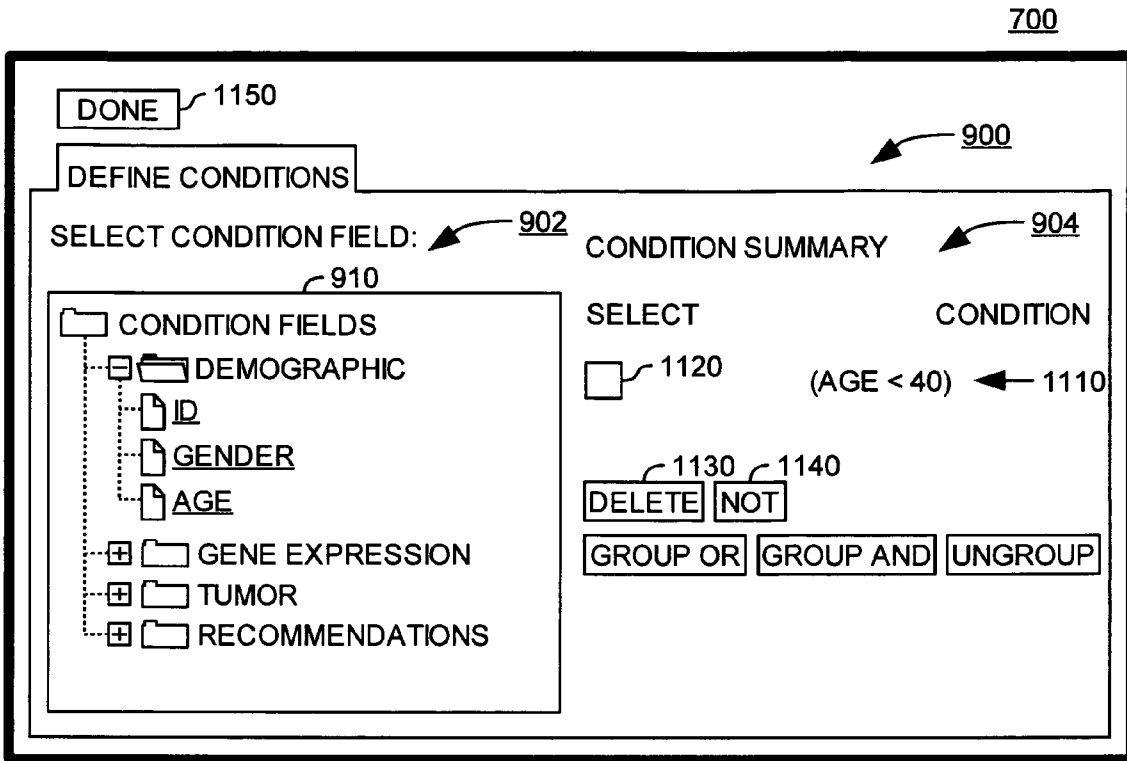 700
DONE 1150
900
DEFINE CONDITIONS
SELECT CONDITION FIELD: 902
910
CONDITION FIELDS
DEMOGRAPHIC
ID
GENDER
AGE
GENE EXPRESSION
TUMOR
RECOMMENDATIONS
904
CONDITION SUMMARY
SELECT CONDITION
1120 (AGE < 40) 1110
1130 1140
DELETE NOT
GROUP OR GROUP AND UNGROUP